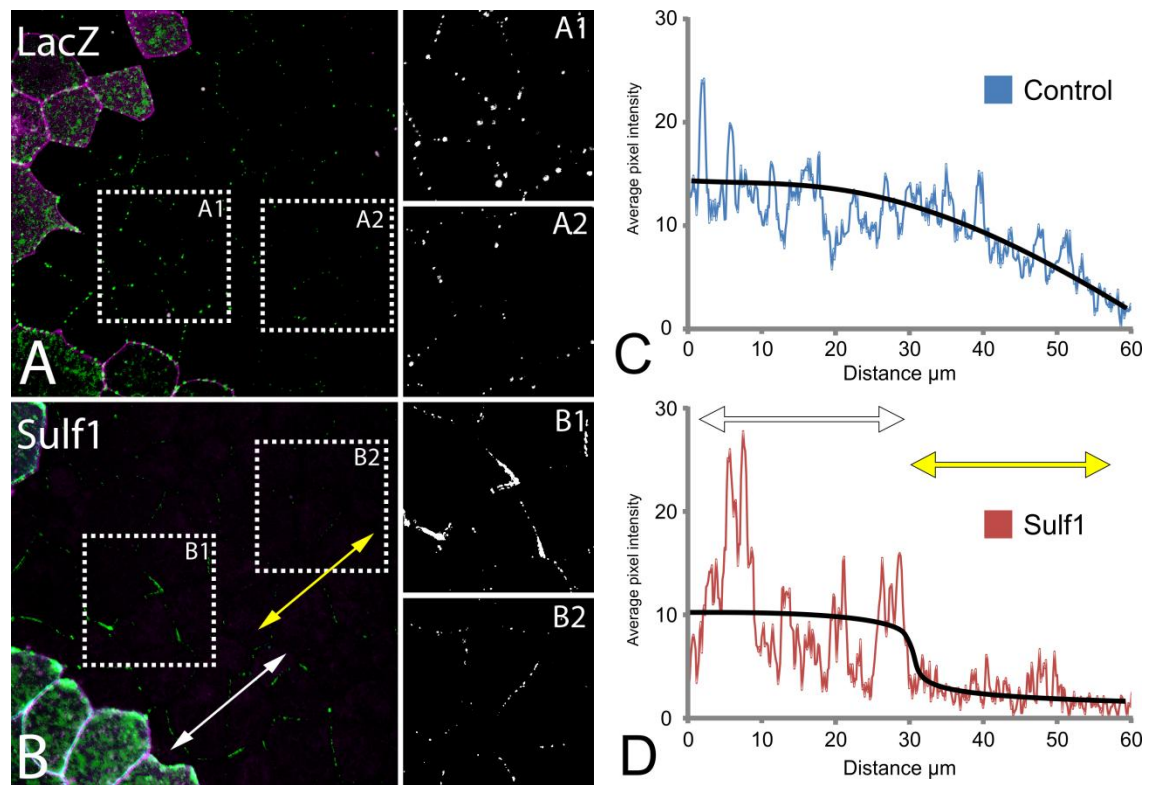 LacZ
A1
A2
A
A1
A2
Sulf1
B1
B2
B
B1
B2
30
20
10
0
Average pixel intensity
Control
0 10 20 30 40 50 60
Distance µm
C
30
20
10
0
Average pixel intensity
Sulf1
0 10 20 30 40 50 60
Distance µm
D